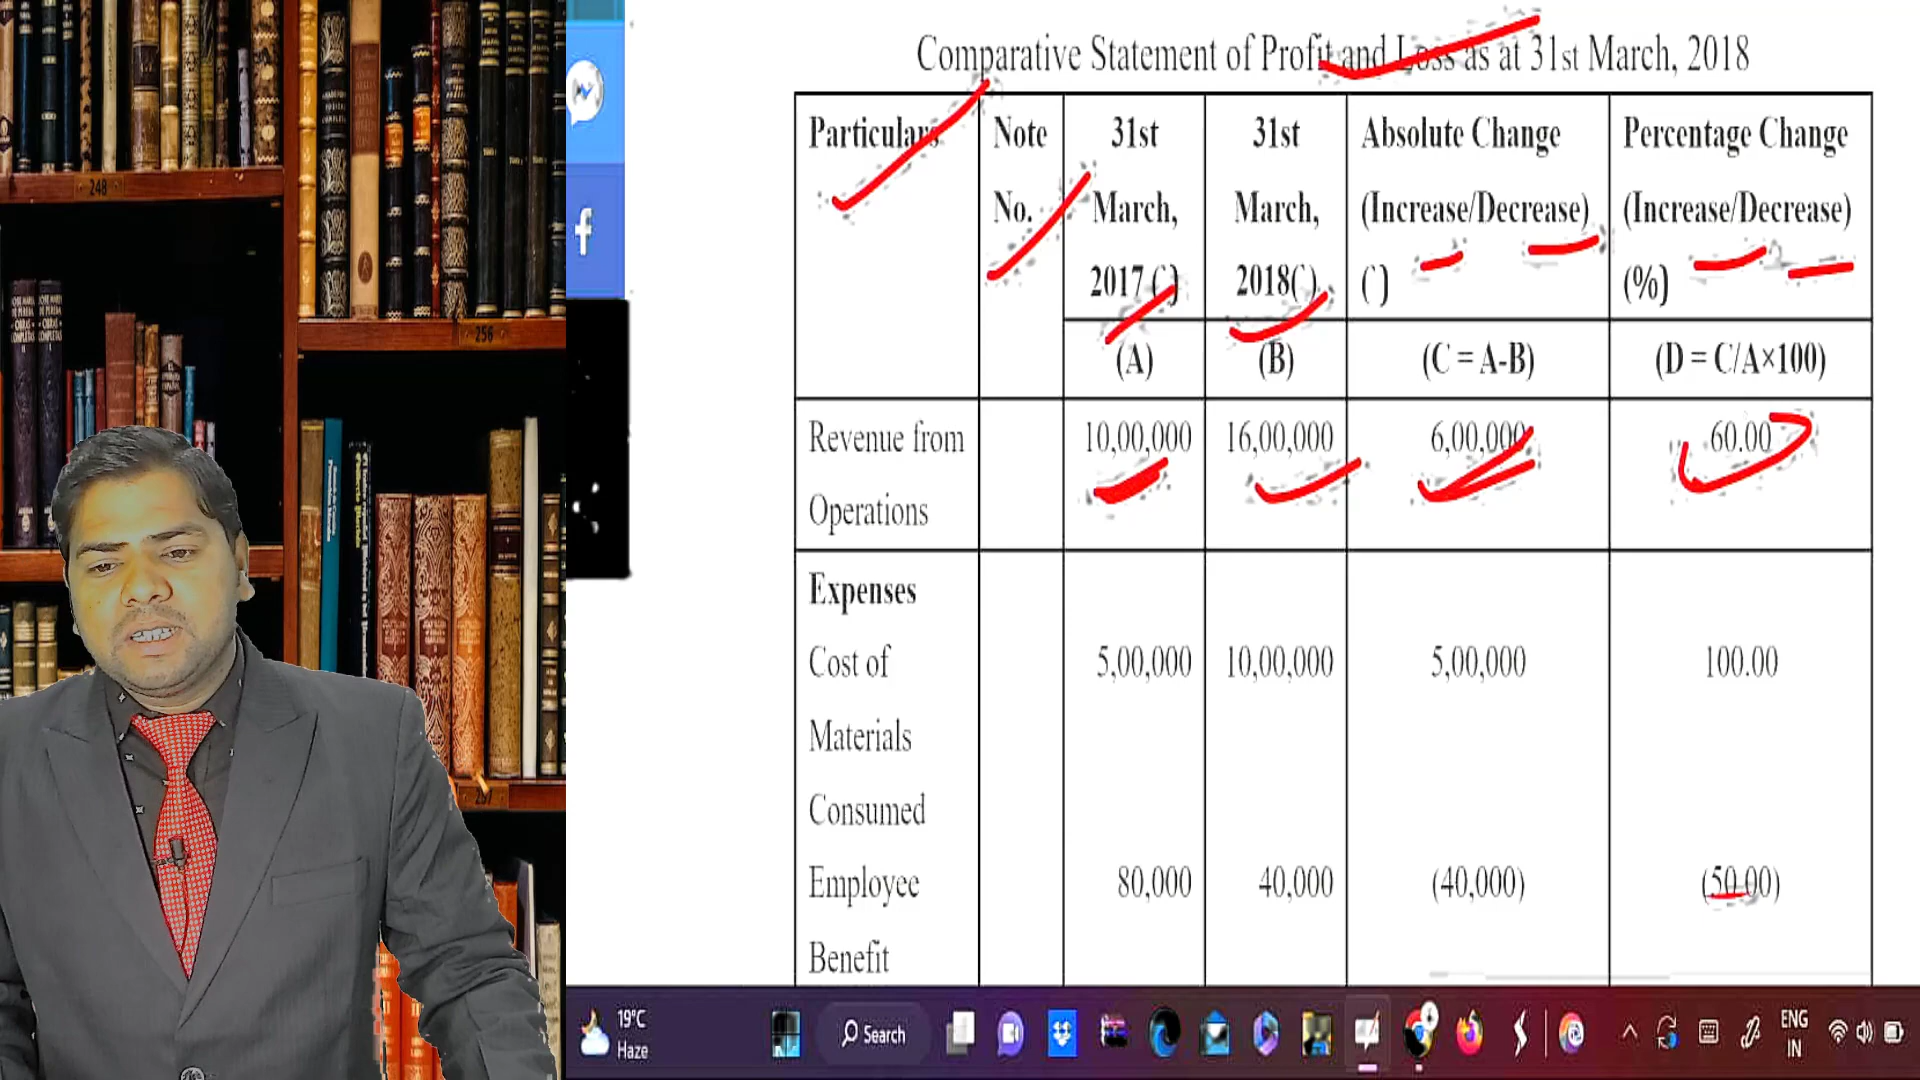 Comparative Statement of Profit and Loss as at 31st March, 2018
Particulars
Note
No.
31st
March,
2017 ( )
31st
March,
2018( )
Absolute Change
(Increase/Decrease)
( )
Percentage Change
(Increase/Decrease)
(%)
(A)
(B)
(C = A-B)
(D = C/A×100)
Revenue from
Operations
10,00,000
16,00,000
6,00,000
60.00
Expenses
Cost of
Materials
Consumed
5,00,000
10,00,000
5,00,000
100.00
Employee
Benefit
80,000
40,000
(40,000)
(50.00)
248
256
257
19°C
Haze
Search
ENG
IN